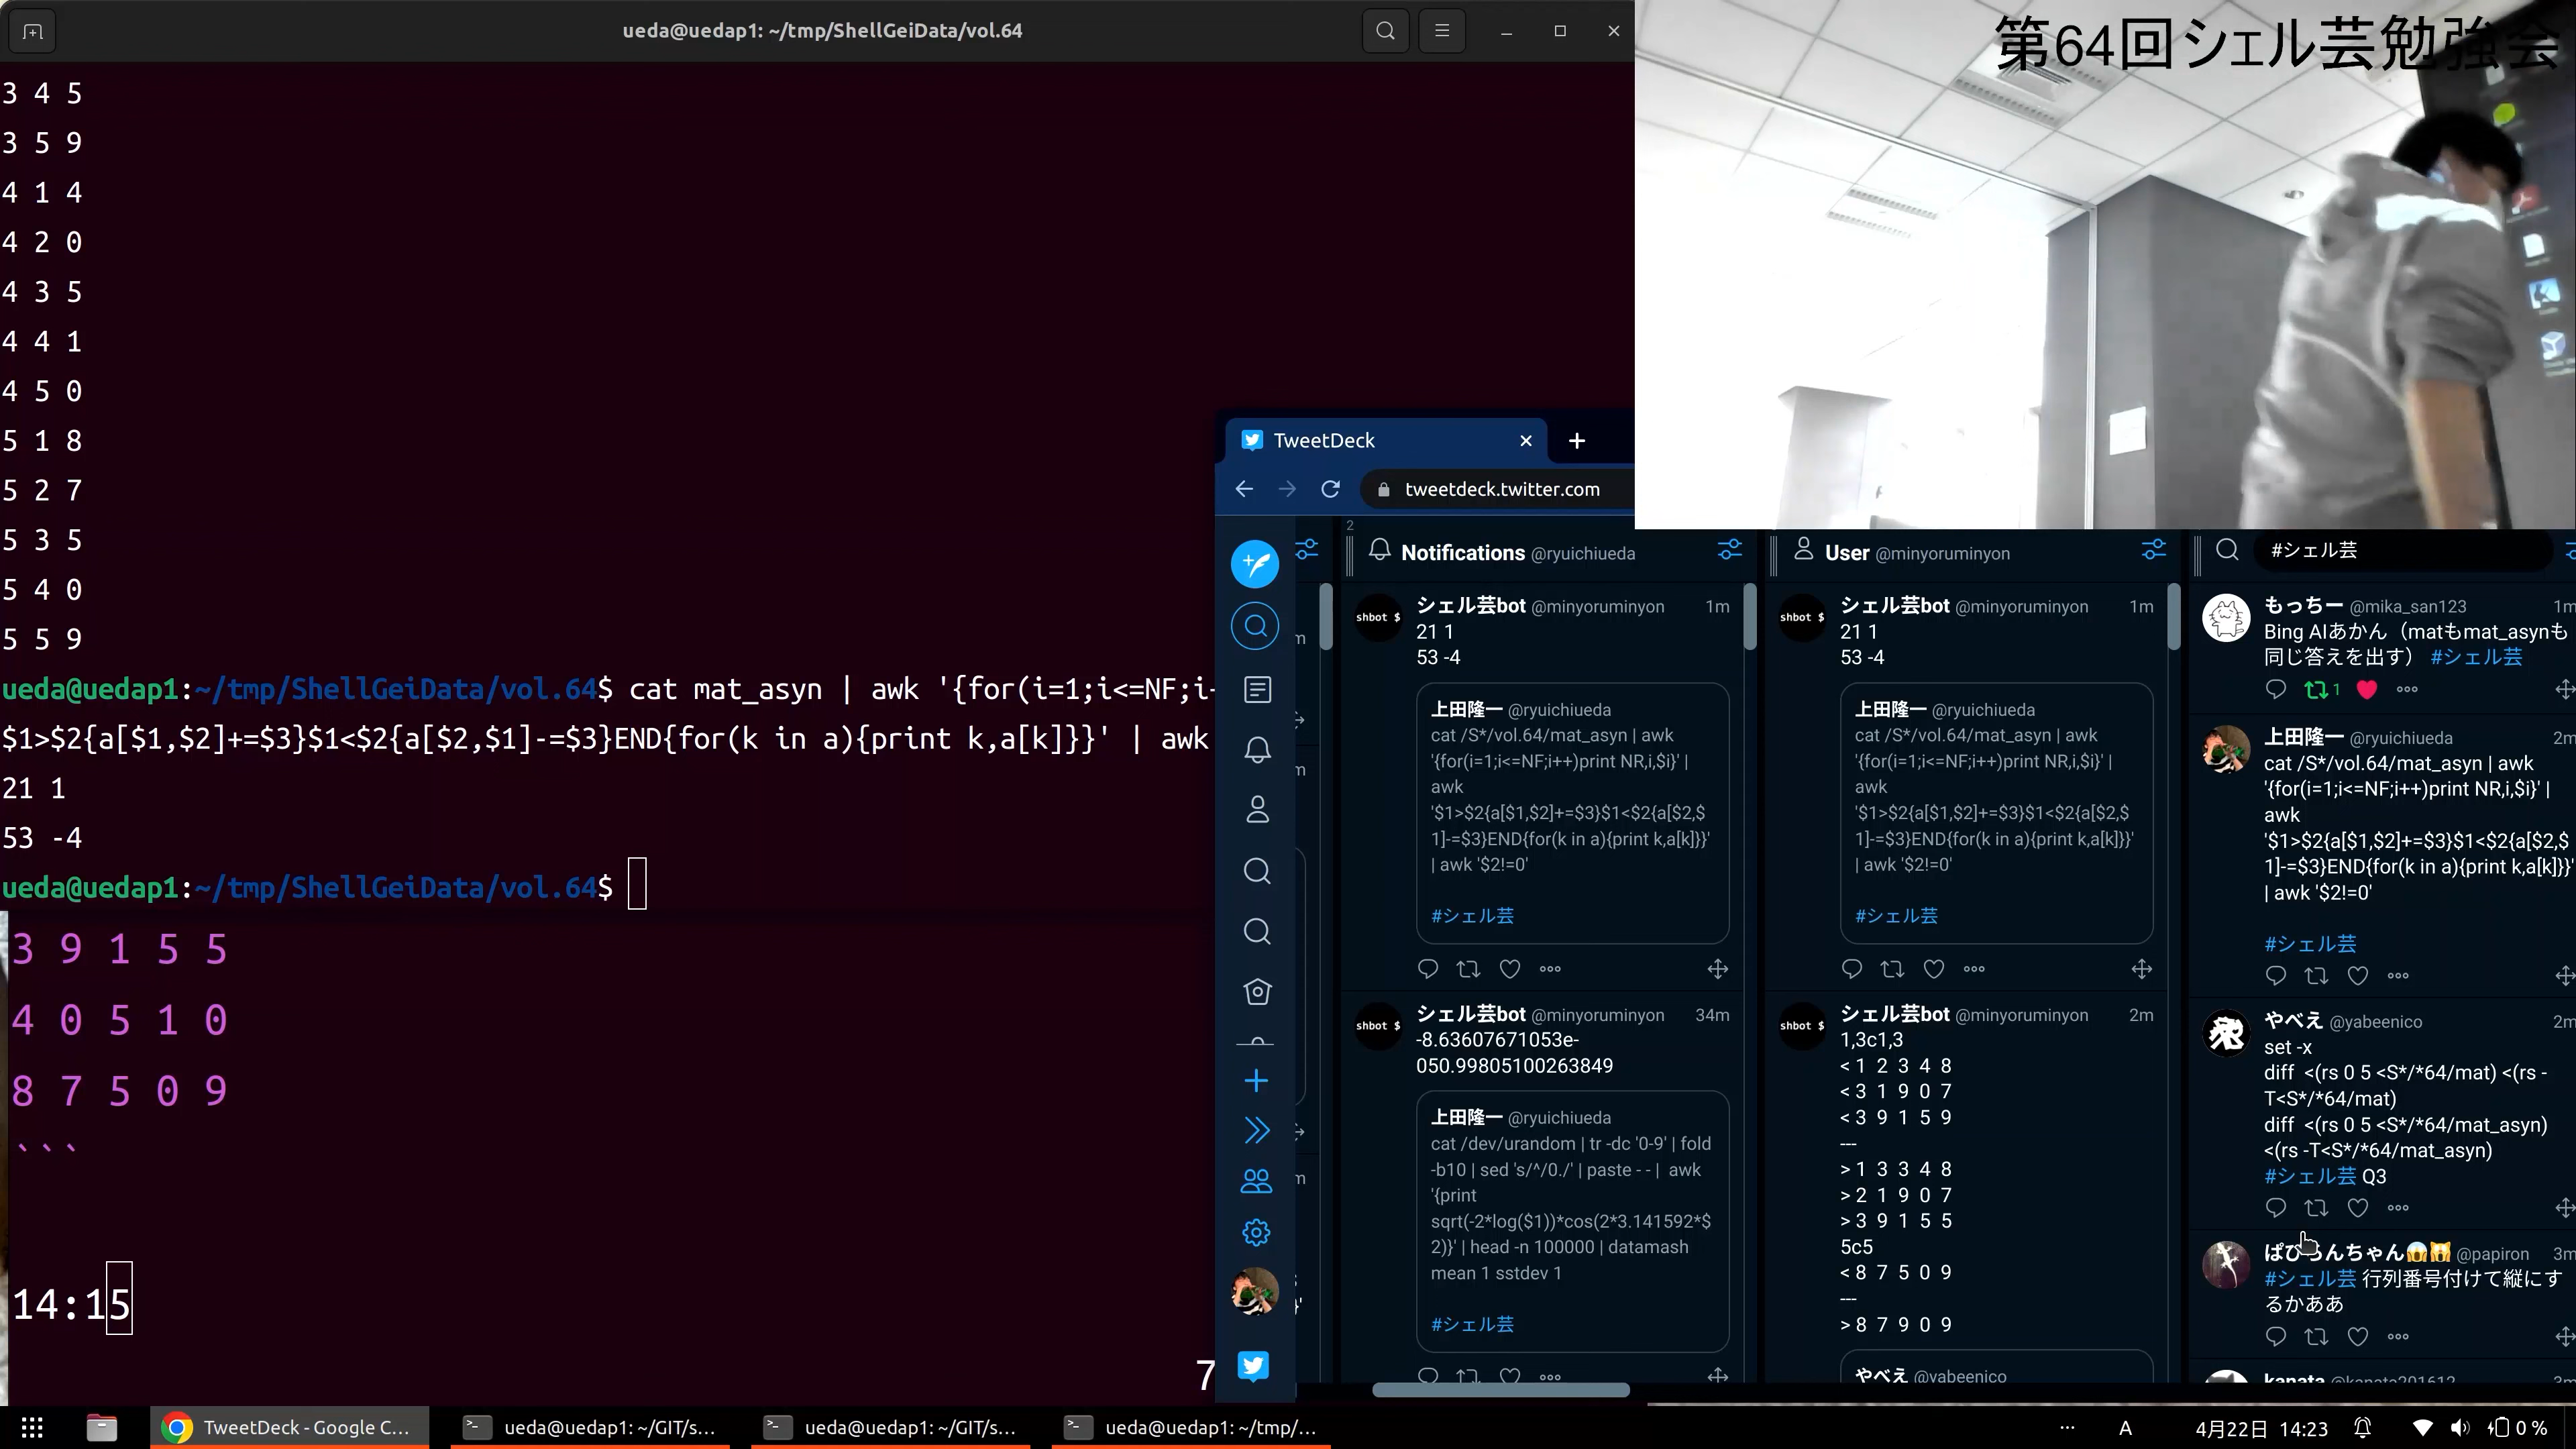 ueda@uedap1: ~/tmp/ShellGeiData/vol.64
3 4 5
3 5 9
4 1 4
4 2 0
4 3 5
4 4 1
4 5 0
5 1 8
5 2 7
5 3 5
5 4 0
5 5 9
ueda@uedap1:~/tmp/ShellGeiData/vol.64$ cat mat_asyn | awk '{for(i=1;i<=NF;i+
$1>$2{a[$1,$2]+=$3}$1<$2{a[$2,$1]-=$3}END{for(k in a){print k,a[k]}}' | awk
21 1
53 -4
ueda@uedap1:~/tmp/ShellGeiData/vol.64$
3 9 1 5 5
4 0 5 1 0
8 7 5 0 9
```
14:15
7
第64回シェル芸勉強会
TweetDeck
tweetdeck.twitter.com
2
Notifications @ryuichiueda
シェル芸bot @minyoruminyon 1m
shbot $
21 1
53 -4
上田隆一 @ryuichiueda
cat /S*/vol.64/mat_asyn | awk
'{for(i=1;i<=NF;i++)print NR,i,$i}' |
awk
'$1>$2{a[$1,$2]+=$3}$1<$2{a[$2,$
1]-=$3}END{for(k in a){print k,a[k]}}'
| awk '$2!=0'
#シェル芸
シェル芸bot @minyoruminyon 34m
shbot $
-8.63607671053e-
050.99805100263849
上田隆一 @ryuichiueda
cat /dev/urandom | tr -dc '0-9' | fold
-b10 | sed 's/^/0./' | paste - - | awk
'{print
sqrt(-2*log($1))*cos(2*3.141592*$
2)}' | head -n 100000 | datamash
mean 1 sstdev 1
#シェル芸
User @minyoruminyon
シェル芸bot @minyoruminyon 1m
shbot $
21 1
53 -4
上田隆一 @ryuichiueda
cat /S*/vol.64/mat_asyn | awk
'{for(i=1;i<=NF;i++)print NR,i,$i}' |
awk
'$1>$2{a[$1,$2]+=$3}$1<$2{a[$2,$
1]-=$3}END{for(k in a){print k,a[k]}}'
| awk '$2!=0'
#シェル芸
シェル芸bot @minyoruminyon 2m
shbot $
1,3c1,3
< 1 2 3 4 8
< 3 1 9 0 7
< 3 9 1 5 9
---
> 1 3 3 4 8
> 2 1 9 0 7
> 3 9 1 5 5
5c5
< 8 7 5 0 9
---
> 8 7 9 0 9
やべえ @yabeenico
#シェル芸
もっちー @mika_san123 1m
Bing AIあかん（matもmat_asynも
同じ答えを出す） #シェル芸
1
上田隆一 @ryuichiueda 2m
cat /S*/vol.64/mat_asyn | awk
'{for(i=1;i<=NF;i++)print NR,i,$i}' |
awk
'$1>$2{a[$1,$2]+=$3}$1<$2{a[$2,$
1]-=$3}END{for(k in a){print k,a[k]}}'
| awk '$2!=0'
#シェル芸
やべえ @yabeenico 2m
set -x
diff <(rs 0 5 <S*/*64/mat) <(rs -
T<S*/*64/mat)
diff <(rs 0 5 <S*/*64/mat_asyn)
<(rs -T<S*/*64/mat_asyn)
#シェル芸 Q3
んちゃん😱🙀 @papiron 3m
#シェル芸 行列番号付けて縦にす
るかああ
kanata @kanata201612 3m
TweetDeck - Google C...
ueda@uedap1: ~/GIT/s...
ueda@uedap1: ~/GIT/s...
ueda@uedap1: ~/tmp/...
A
4月22日 14:23
0 %